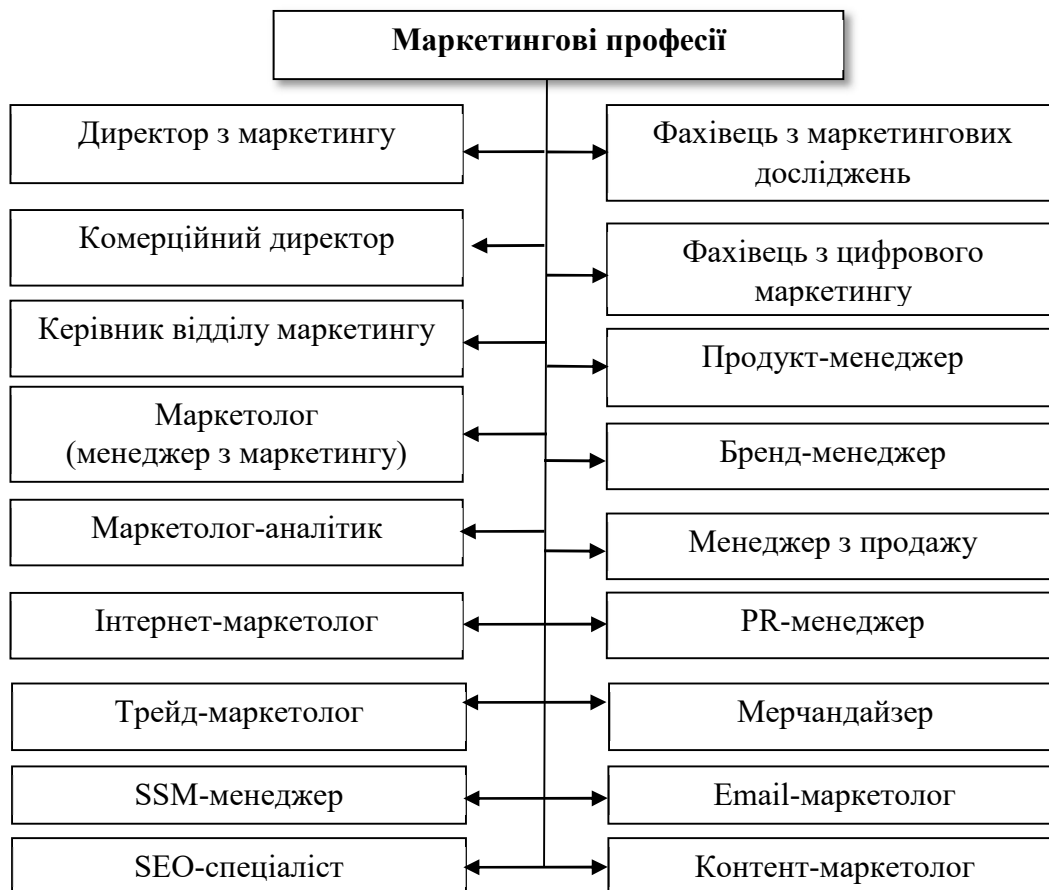 Маркетингові професії
Директор з маркетингу
Фахівець з маркетингових
досліджень
Комерційний директор
Фахівець з цифрового
маркетингу
Керівник відділу маркетингу
Продукт-менеджер
Маркетолог
(менеджер з маркетингу)
Бренд-менеджер
Маркетолог-аналітик
Менеджер з продажу
Інтернет-маркетолог
PR-менеджер
Трейд-маркетолог
Мерчандайзер
SSM-менеджер
Email-маркетолог
SEO-спеціаліст
Контент-маркетолог